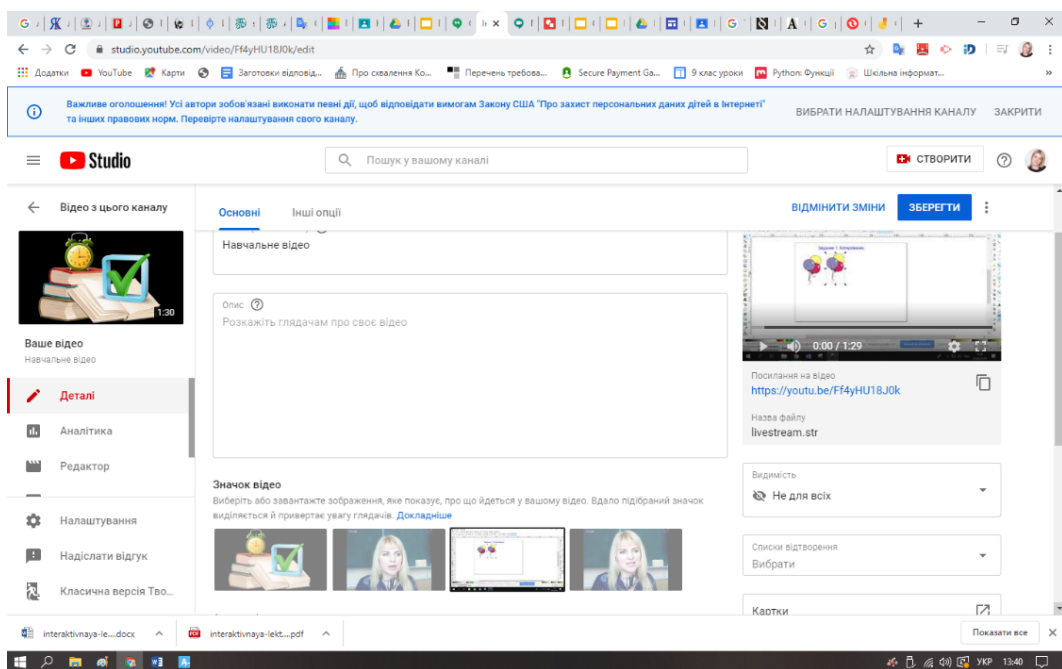 studio.youtube.com/video/Ff4yHU18J0k/edit
Додатки YouTube Карти Заготовки відповід... Про схвалення Ко... Перечень требова... Secure Payment Ga... 9 клас уроки Python: Функції Шкільна інформат... »
Важливе оголошення! Усі автори зобов'язані виконати певні дії, щоб відповідати вимогам Закону США "Про захист персональних даних дітей в Інтернеті"
та інших правових норм. Перевірте налаштування свого каналу.
ВИБРАТИ НАЛАШТУВАННЯ КАНАЛУ ЗАКРИТИ
Studio
Пошук у вашому каналі
СТВОРИТИ
Відео з цього каналу
Основні Інші опції
ВІДМІНИТИ ЗМІНИ ЗБЕРЕГТИ
1:30
Ваше відео
Навчальне відео
Деталі
Аналітика
Редактор
Налаштування
Надіслати відгук
Класична версія Тво...
Навчальне відео
Опис
Розкажіть глядачам про своє відео
Значок відео
Виберіть або завантажте зображення, яке показує, про що йдеться у вашому відео. Вдало підібраний значок
виділяється й привертає увагу глядачів. Докладніше
0:00 / 1:29
Посилання на відео
https://youtu.be/Ff4yHU18J0k
Назва файлу
livestream.str
Видимість
Не для всіх
Списки відтворення
Вибрати
Картки
interaktivnaya-le....docx interaktivnaya-lekt....pdf
Показати все
УКР 13:40